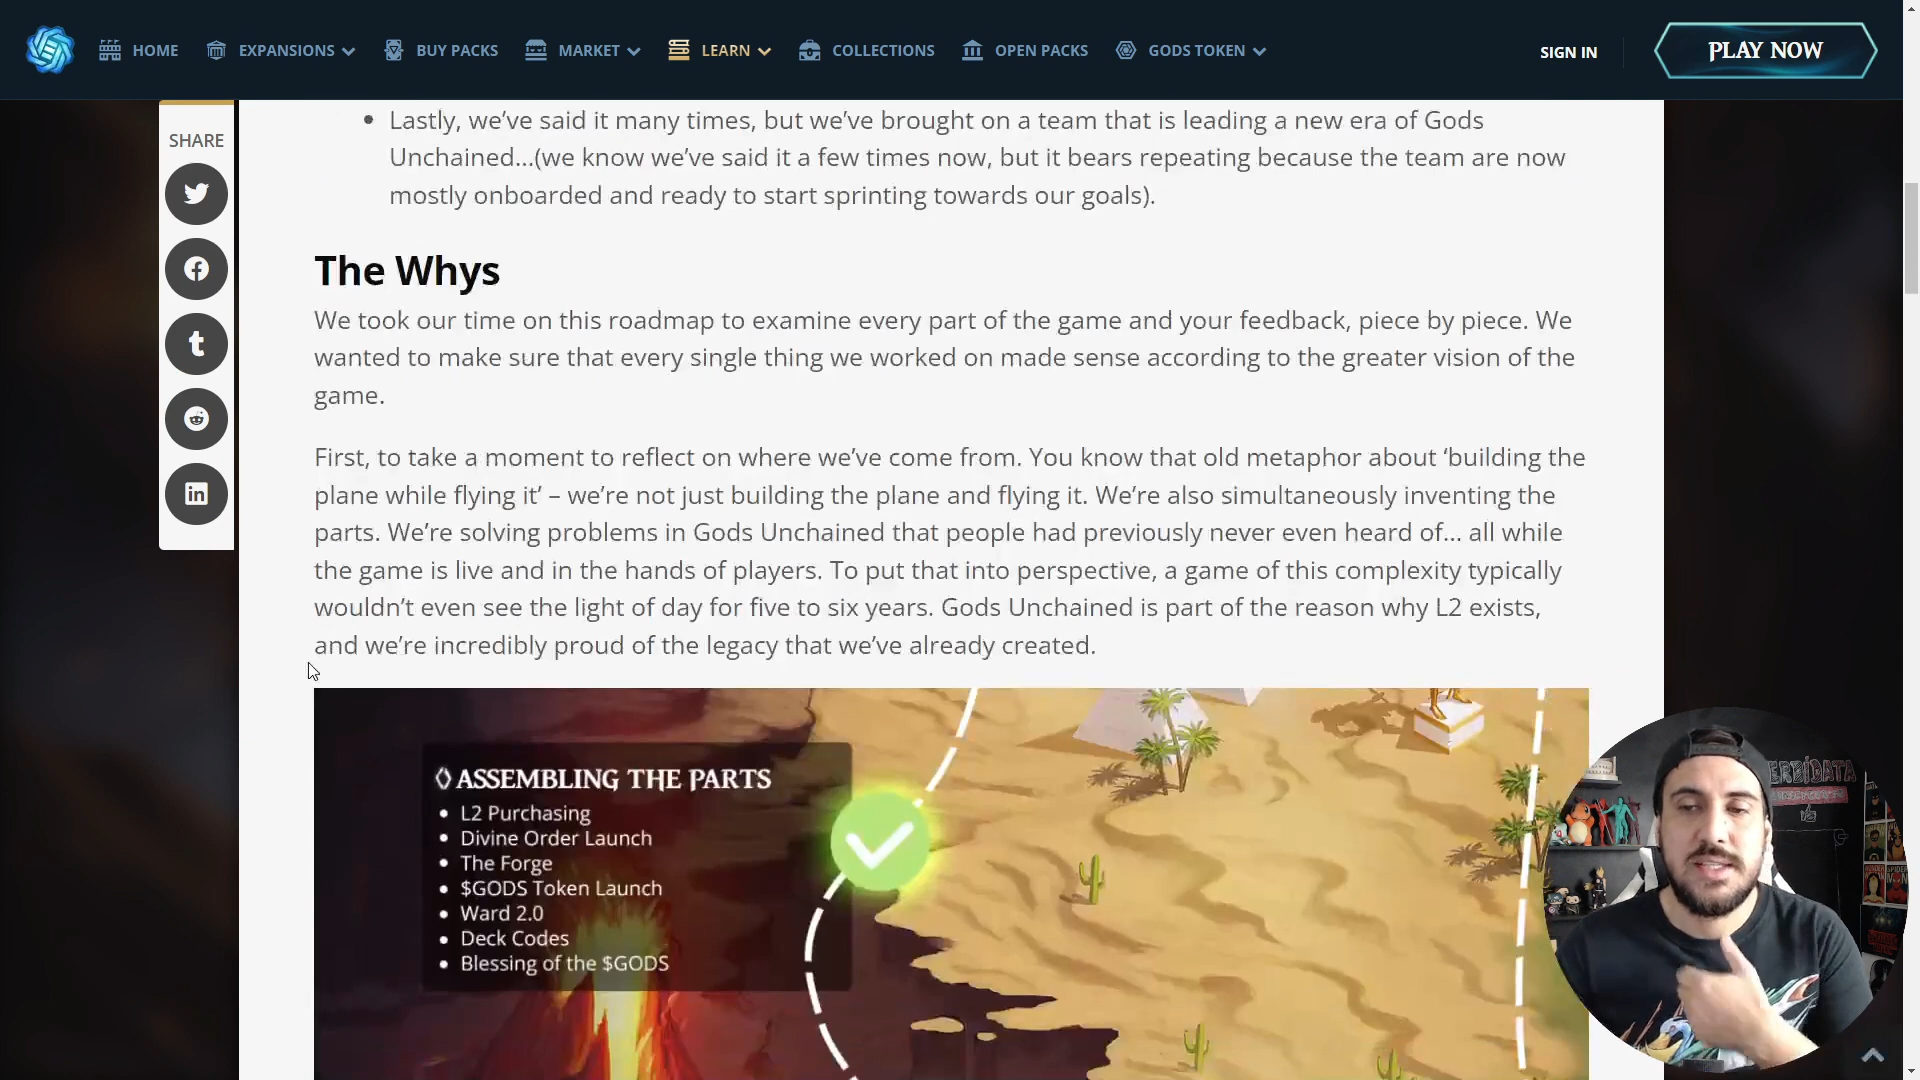 HOME
EXPANSIONS
BUY PACKS
MARKET
LEARN
COLLECTIONS
OPEN PACKS
GODS TOKEN
SIGN IN
PLAY NOW
SHARE
Lastly, we’ve said it many times, but we’ve brought on a team that is leading a new era of Gods
Unchained…(we know we’ve said it a few times now, but it bears repeating because the team are now
mostly onboarded and ready to start sprinting towards our goals).
The Whys
We took our time on this roadmap to examine every part of the game and your feedback, piece by piece. We
wanted to make sure that every single thing we worked on made sense according to the greater vision of the
game.
First, to take a moment to reflect on where we’ve come from. You know that old metaphor about ‘building the
plane while flying it’ – we’re not just building the plane and flying it. We’re also simultaneously inventing the
parts. We’re solving problems in Gods Unchained that people had previously never even heard of… all while
the game is live and in the hands of players. To put that into perspective, a game of this complexity typically
wouldn’t even see the light of day for five to six years. Gods Unchained is part of the reason why L2 exists,
and we’re incredibly proud of the legacy that we’ve already created.
ASSEMBLING THE PARTS
L2 Purchasing
Divine Order Launch
The Forge
$GODS Token Launch
Ward 2.0
Deck Codes
Blessing of the $GODS